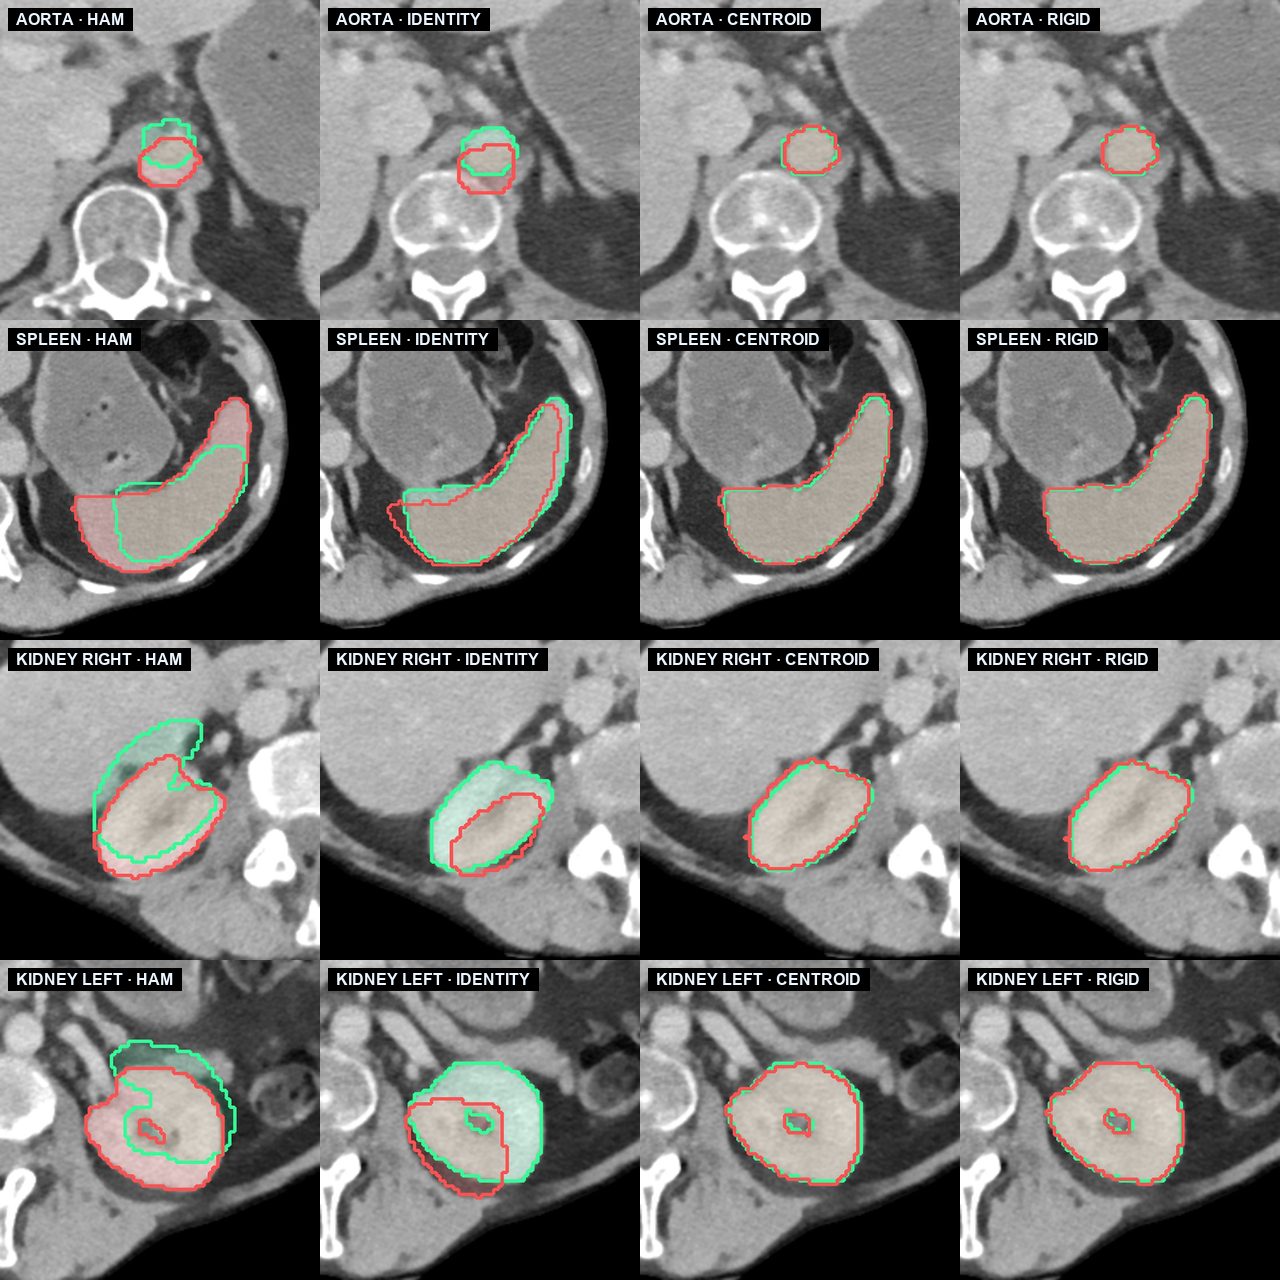 AORTA · HAM
AORTA · IDENTITY
AORTA · CENTROID
AORTA · RIGID
SPLEEN · HAM
SPLEEN · IDENTITY
SPLEEN · CENTROID
SPLEEN · RIGID
KIDNEY RIGHT · HAM
KIDNEY RIGHT · IDENTITY
KIDNEY RIGHT · CENTROID
KIDNEY RIGHT · RIGID
KIDNEY LEFT · HAM
KIDNEY LEFT · IDENTITY
KIDNEY LEFT · CENTROID
KIDNEY LEFT · RIGID